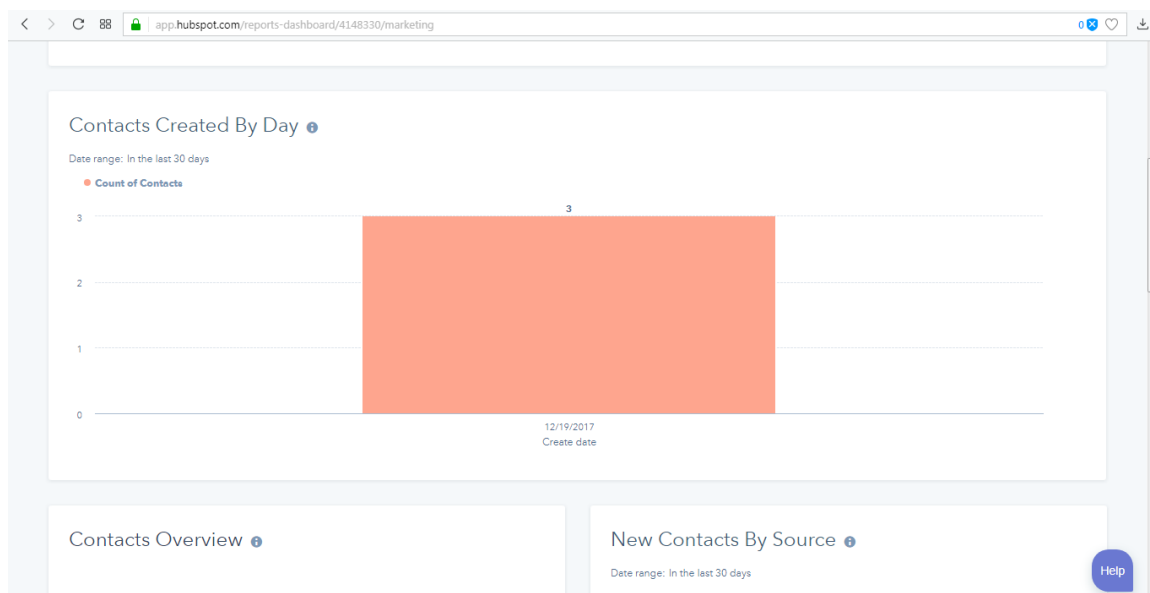 app.hubspot.com/reports-dashboard/4148330/marketing
0
Contacts Created By Day
Date range: In the last 30 days
Count of Contacts
3
3
2
1
0
12/19/2017
Create date
Contacts Overview
New Contacts By Source
Date range: In the last 30 days
Help